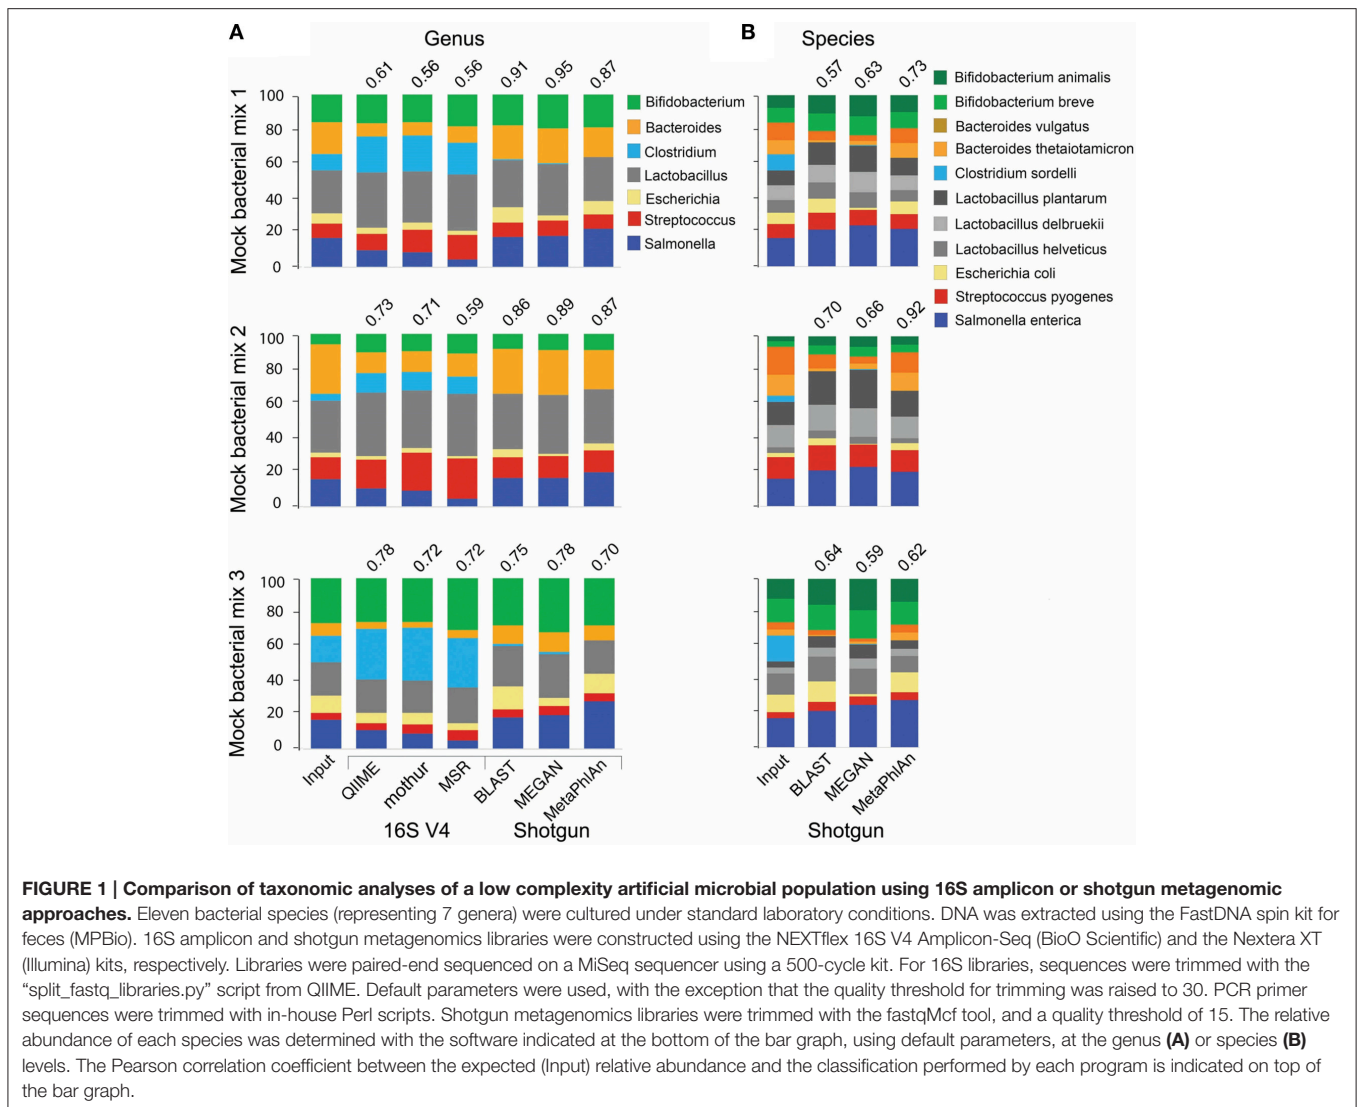 A
Genus
B
Species
0.61
0.56
0.56
0.91
0.95
0.87
0.57
0.63
0.73
Mock bacterial mix 1
100
80
60
40
20
0
Bifidobacterium
Bacteroides
Clostridium
Lactobacillus
Escherichia
Streptococcus
Salmonella
Bifidobacterium animalis
Bifidobacterium breve
Bacteroides vulgatus
Bacteroides thetaiotamicron
Clostridium sordelli
Lactobacillus plantarum
Lactobacillus delbruekii
Lactobacillus helveticus
Escherichia coli
Streptococcus pyogenes
Salmonella enterica
0.73
0.71
0.59
0.86
0.89
0.87
0.70
0.66
0.92
Mock bacterial mix 2
100
80
60
40
20
0
0.78
0.72
0.72
0.75
0.78
0.70
0.64
0.59
0.62
Mock bacterial mix 3
100
80
60
40
20
0
Input
QIIME
mothur
MSR
BLAST
MEGAN
MetaPhlAn
Input
BLAST
MEGAN
MetaPhlAn
16S V4
Shotgun
Shotgun
FIGURE 1 | Comparison of taxonomic analyses of a low complexity artificial microbial population using 16S amplicon or shotgun metagenomic
approaches. Eleven bacterial species (representing 7 genera) were cultured under standard laboratory conditions. DNA was extracted using the FastDNA spin kit for
feces (MPBio). 16S amplicon and shotgun metagenomics libraries were constructed using the NEXTflex 16S V4 Amplicon-Seq (BioO Scientific) and the Nextera XT
(Illumina) kits, respectively. Libraries were paired-end sequenced on a MiSeq sequencer using a 500-cycle kit. For 16S libraries, sequences were trimmed with the
“split_fastq_libraries.py” script from QIIME. Default parameters were used, with the exception that the quality threshold for trimming was raised to 30. PCR primer
sequences were trimmed with in-house Perl scripts. Shotgun metagenomics libraries were trimmed with the fastqMcf tool, and a quality threshold of 15. The relative
abundance of each species was determined with the software indicated at the bottom of the bar graph, using default parameters, at the genus (A) or species (B)
levels. The Pearson correlation coefficient between the expected (Input) relative abundance and the classification performed by each program is indicated on top of
the bar graph.